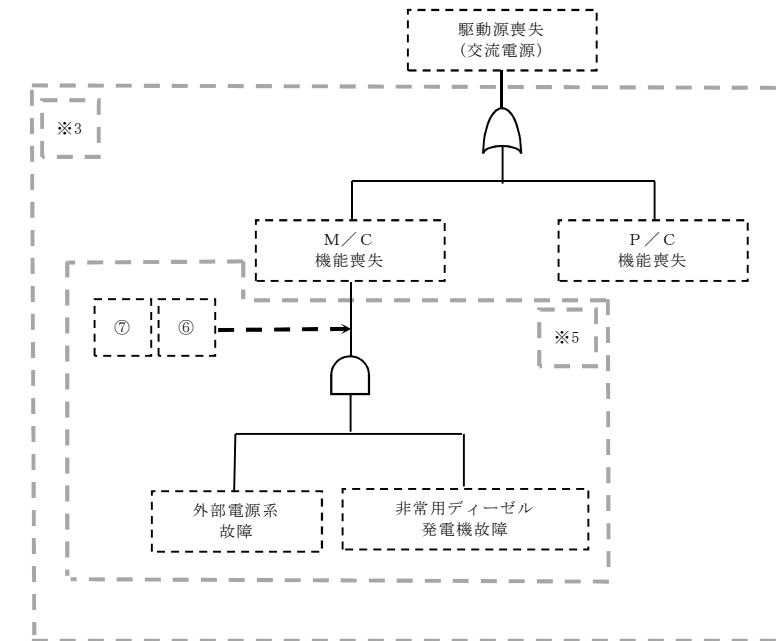 駆動源喪失
(交流電源)
※3
M／C
機能喪失
P／C
機能喪失
⑦
⑥
※5
外部電源系
故障
非常用ディーゼル
発電機故障